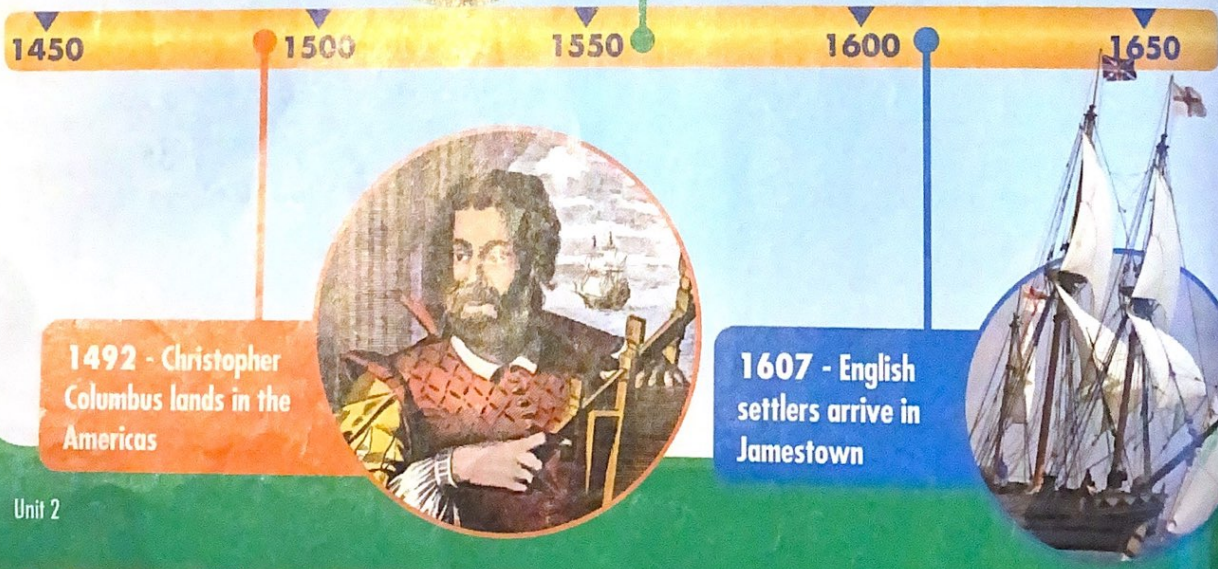 1450 1500 1550 1600 1650
1492 - Christopher
Columbus lands in the
Americas
1607 - English
settlers arrive in
Jamestown
Unit 2